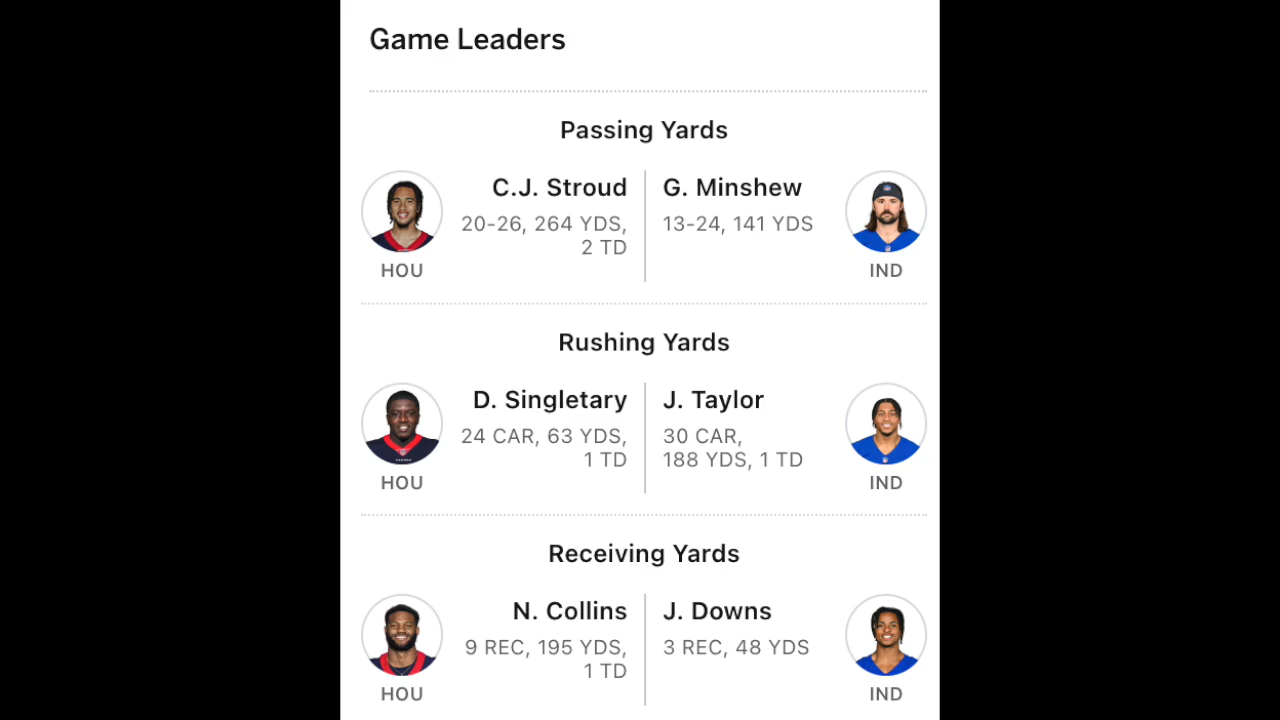 Game Leaders
Passing Yards
C.J. Stroud
20-26, 264 YDS,
2 TD
HOU
G. Minshew
13-24, 141 YDS
IND
Rushing Yards
D. Singletary
24 CAR, 63 YDS,
1 TD
HOU
J. Taylor
30 CAR,
188 YDS, 1 TD
IND
Receiving Yards
N. Collins
9 REC, 195 YDS,
1 TD
HOU
J. Downs
3 REC, 48 YDS
IND